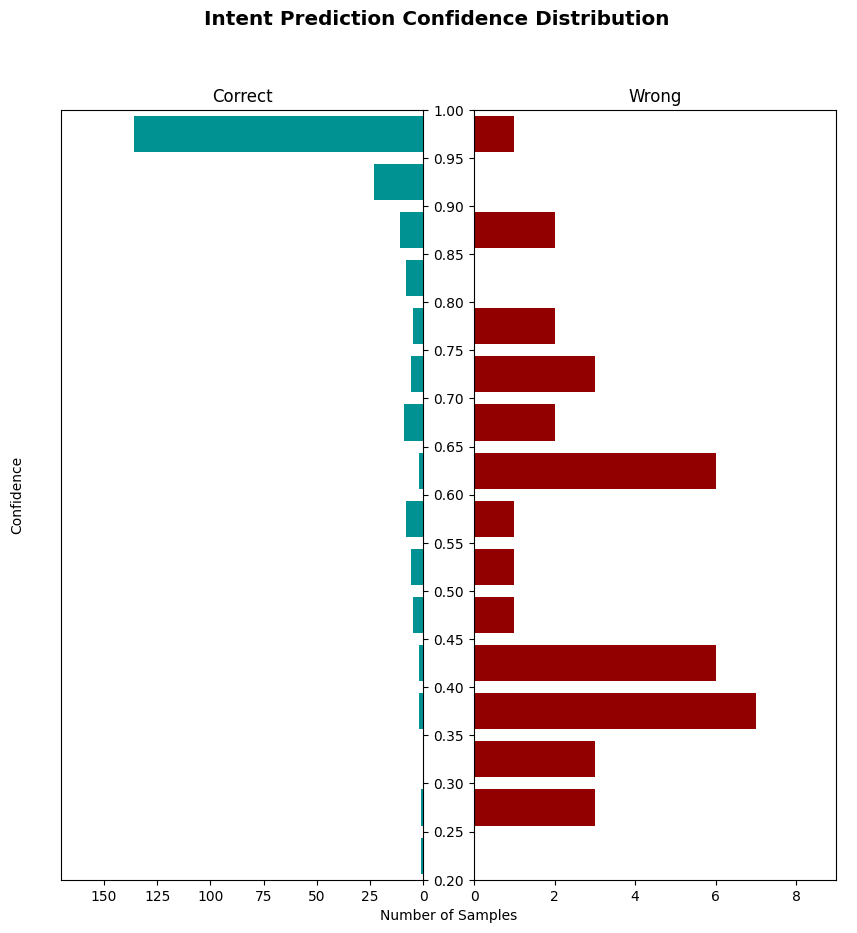 Intent Prediction Confidence Distribution
Correct
Wrong
1.00
0.95
0.90
0.85
0.80
0.75
0.70
0.65
0.60
0.55
0.50
0.45
0.40
0.35
0.30
0.25
0.20
Confidence
150 125 100 75 50 25 0
0 2 4 6 8
Number of Samples